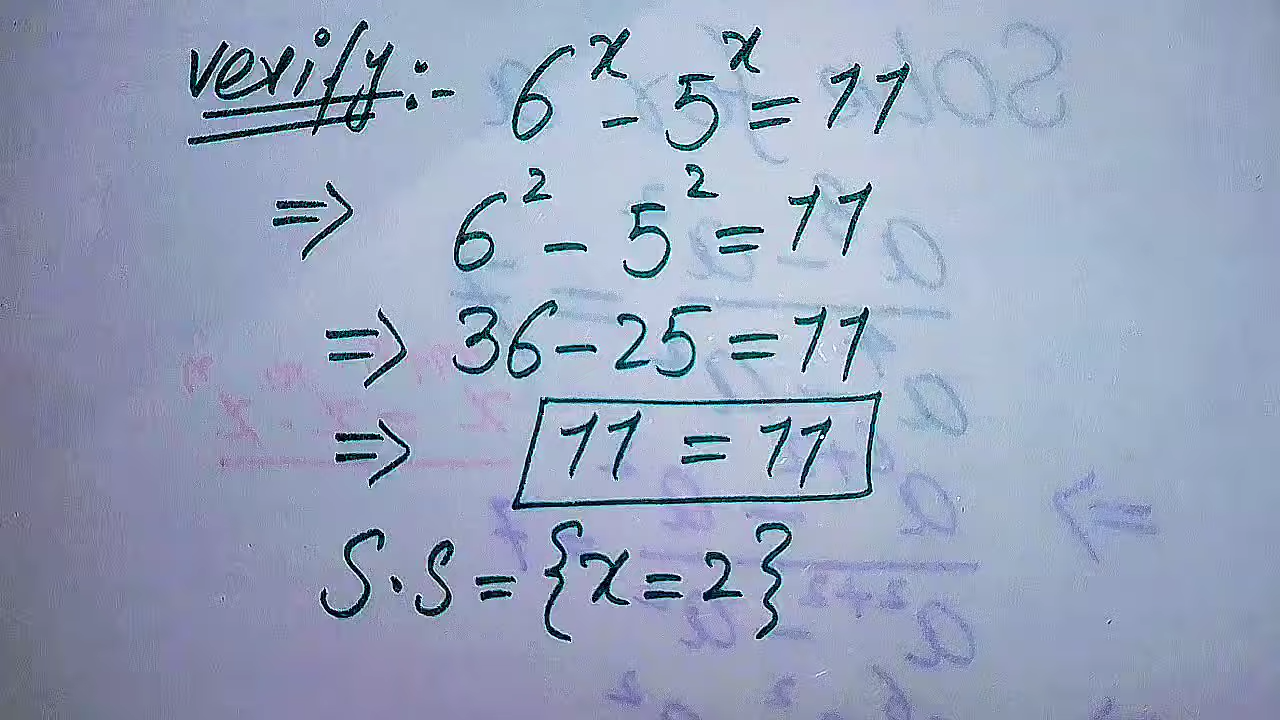 verify:- 6^x - 5^x = 11
=> 6^2 - 5^2 = 11
=> 36 - 25 = 11
=> 11 = 11
S.S = {x = 2}